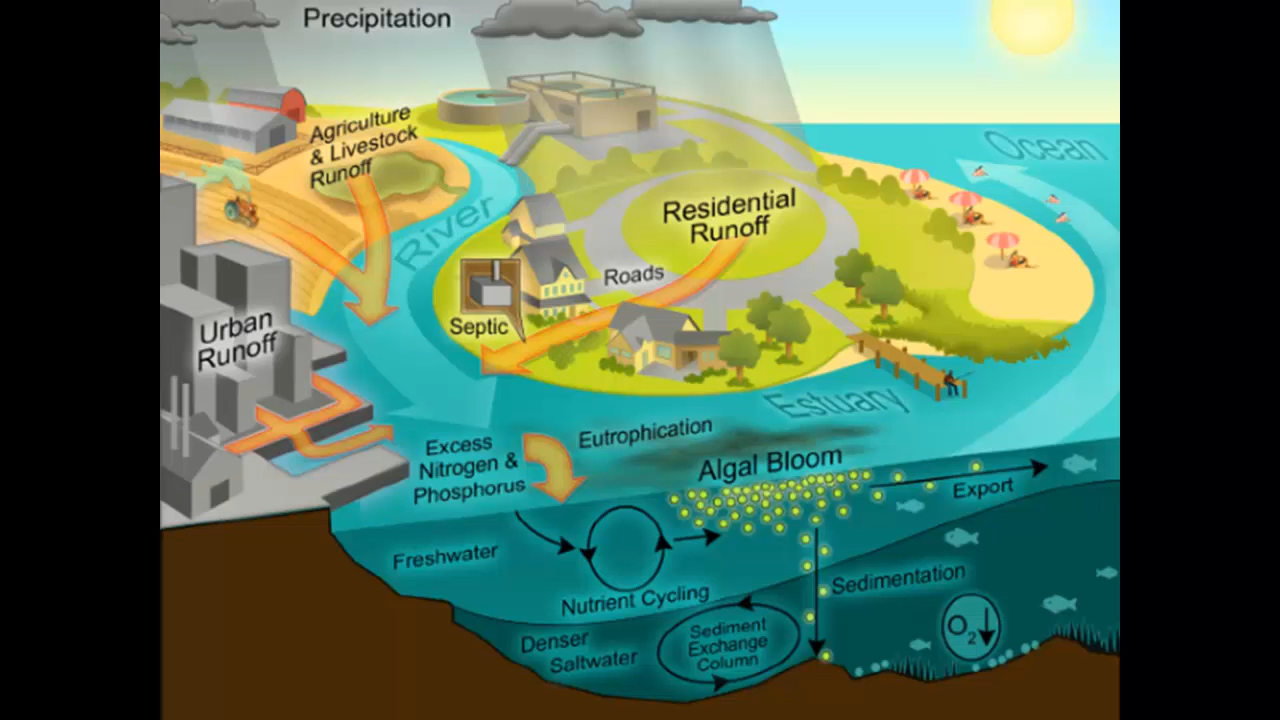 Precipitation
Agriculture
& Livestock
Runoff
Ocean
River
Residential
Runoff
Roads
Septic
Urban
Runoff
Estuary
Excess
Nitrogen &
Phosphorus
Eutrophication
Algal Bloom
Export
Freshwater
Nutrient Cycling
Sedimentation
Denser
Saltwater
Sediment
Exchange
Column
O₂